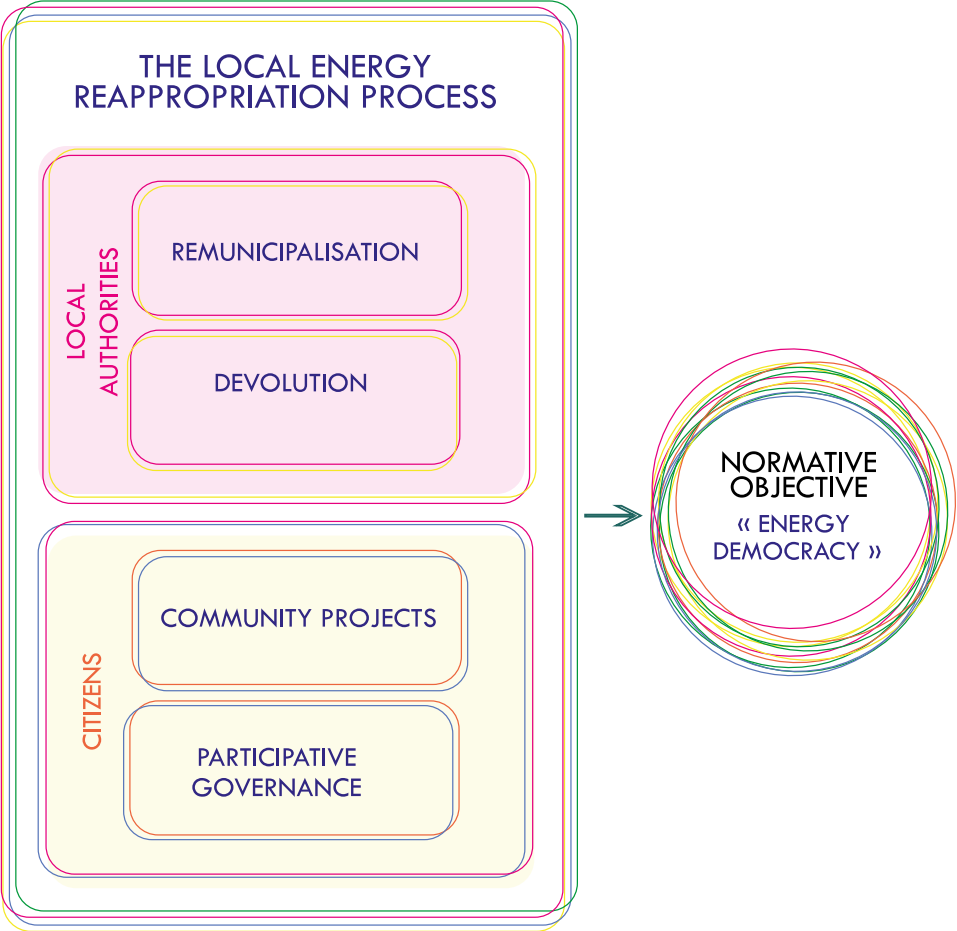 THE LOCAL ENERGY
REAPPROPRIATION PROCESS
LOCAL
AUTHORITIES
REMUNICIPALISATION
DEVOLUTION
CITIZENS
COMMUNITY PROJECTS
PARTICIPATIVE
GOVERNANCE
NORMATIVE
OBJECTIVE
« ENERGY
DEMOCRACY »